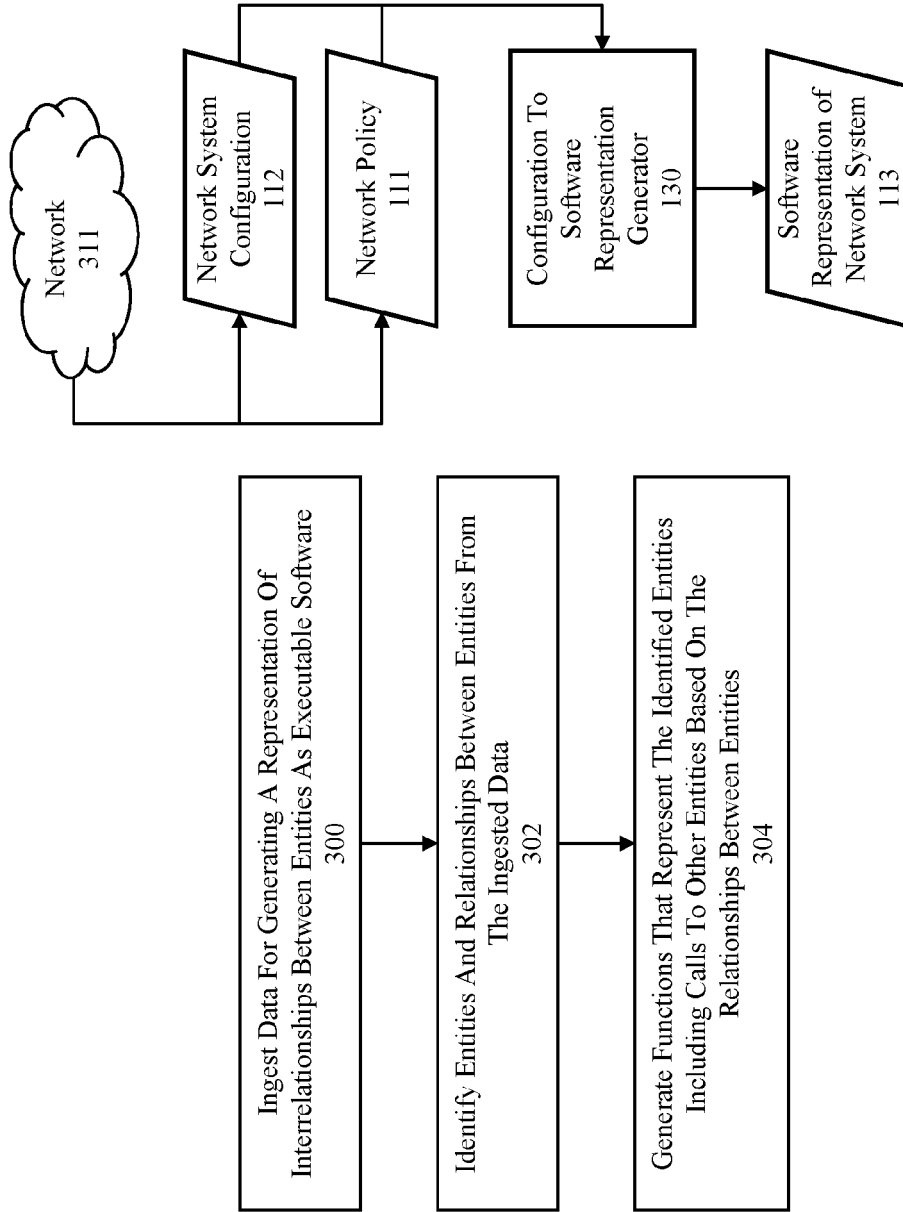 Ingest Data For Generating A Representation Of
Interrelationships Between Entities As Executable Software
300
Identify Entities And Relationships Between Entities From
The Ingested Data
302
Generate Functions That Represent The Identified Entities
Including Calls To Other Entities Based On The
Relationships Between Entities
304
Network
311
Network System
Configuration
112
Network Policy
111
Configuration To
Software
Representation
Generator
130
Software
Representation of
Network System
113